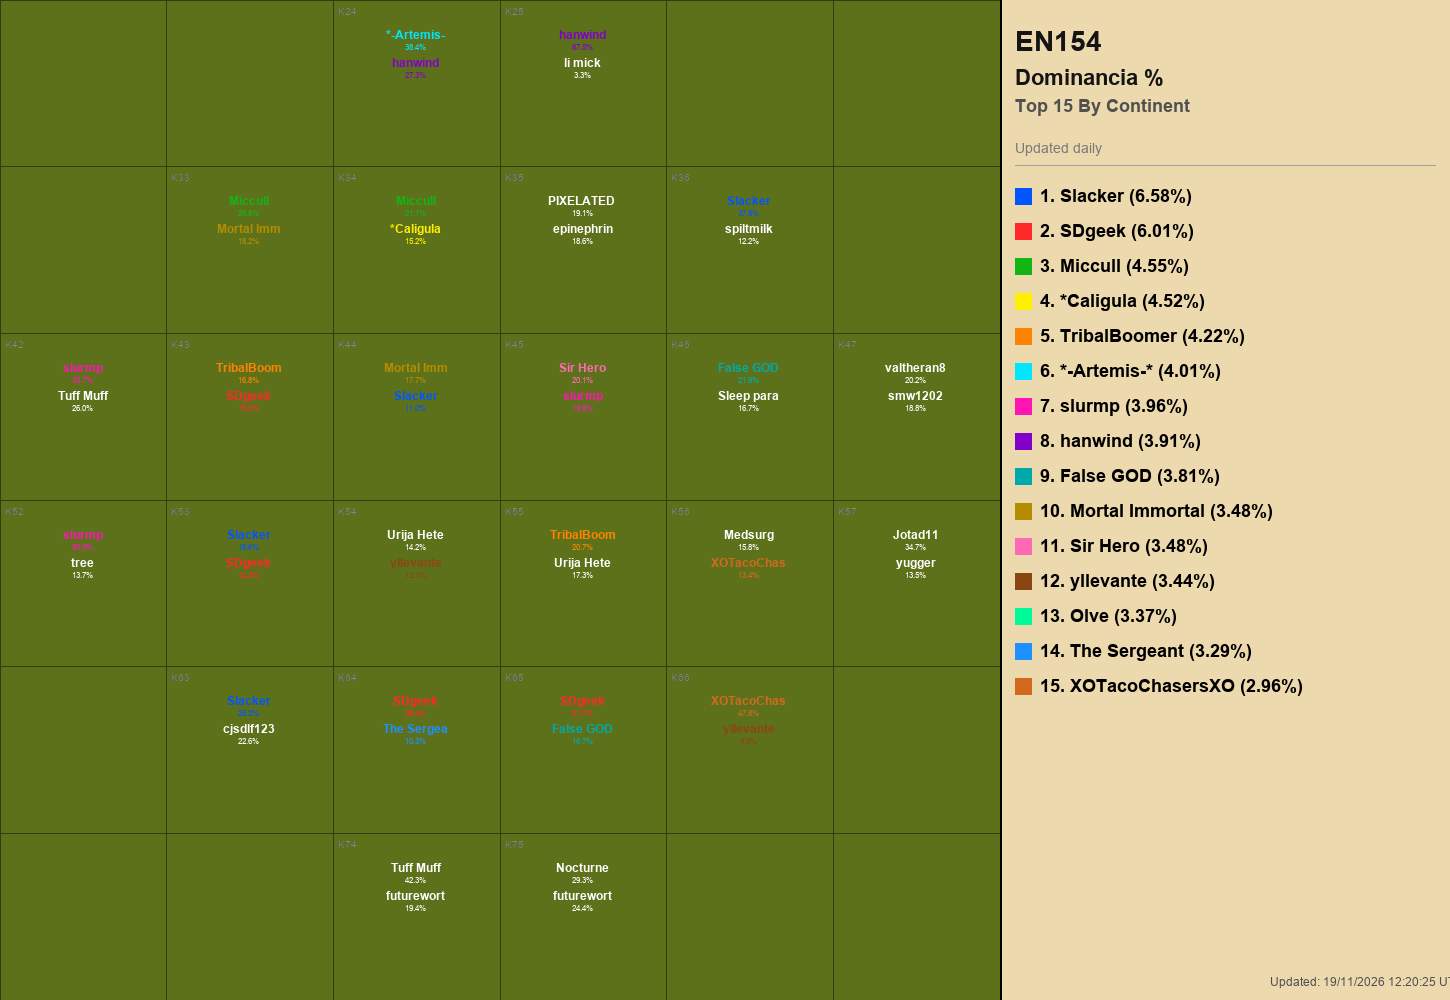 K24
*-Artemis-
38.4%
hanwind
27.3%
K25
hanwind
li mick
3.3%
K33
Miccull
Mortal Imm
18.2%
K34
Miccull
*Caligula
15.2%
K35
PIXELATED
19.1%
epinephrin
18.6%
K36
Slacker
spiltmilk
12.2%
K42
slurmp
Tuff Muff
26.0%
K43
TribalBoom
16.8%
SDgeek
K44
Mortal Imm
17.7%
Slacker
K45
Sir Hero
20.1%
slurmp
K46
False GOD
Sleep para
16.7%
K47
valtheran8
20.2%
smw1202
18.8%
K52
slurmp
tree
13.7%
K53
Slacker
SDgeek
K54
Urija Hete
14.2%
yllevante
K55
TribalBoom
20.7%
Urija Hete
17.3%
K56
Medsurg
15.8%
XOTacoChas
13.4%
K57
Jotad11
34.7%
yugger
13.5%
K63
Slacker
cjsdlf123
22.6%
K64
SDgeek
The Sergea
K65
SDgeek
False GOD
16.7%
K66
XOTacoChas
47.8%
yllevante
K74
Tuff Muff
42.3%
futurewort
19.4%
K75
Nocturne
29.3%
futurewort
24.4%
EN154
Dominancia %
Top 15 By Continent
Updated daily
1. Slacker (6.58%)
2. SDgeek (6.01%)
3. Miccull (4.55%)
4. *Caligula (4.52%)
5. TribalBoomer (4.22%)
6. *-Artemis-* (4.01%)
7. slurmp (3.96%)
8. hanwind (3.91%)
9. False GOD (3.81%)
10. Mortal Immortal (3.48%)
11. Sir Hero (3.48%)
12. yllevante (3.44%)
13. Olve (3.37%)
14. The Sergeant (3.29%)
15. XOTacoChasersXO (2.96%)
Updated: 19/11/2026 12:20:25